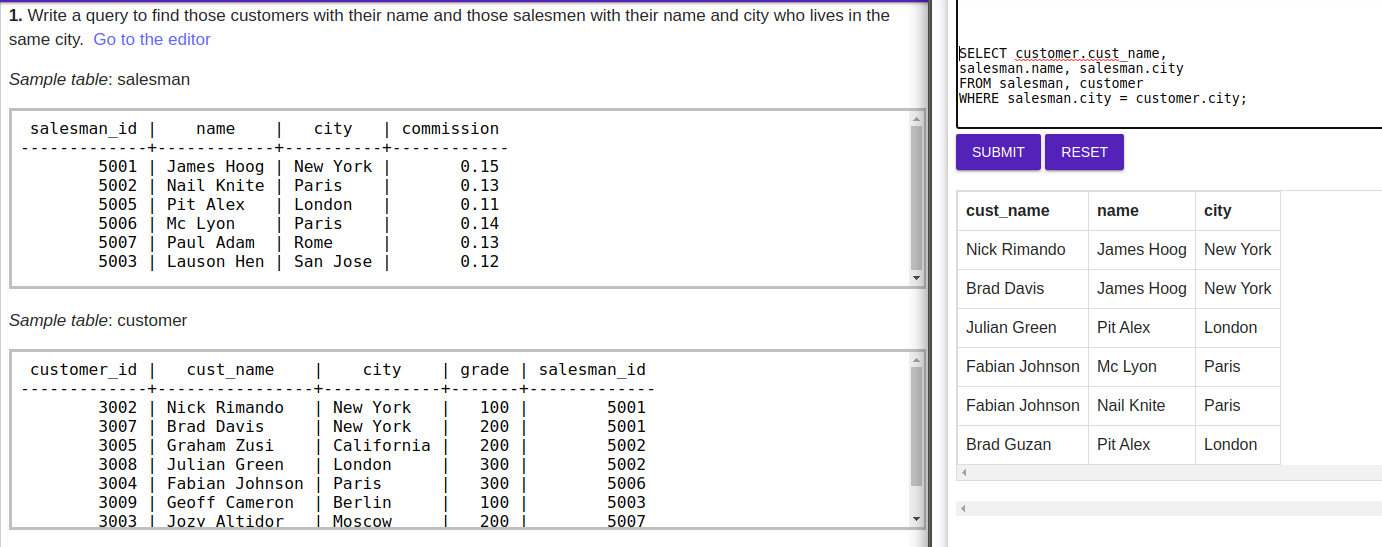 1. Write a query to find those customers with their name and those salesmen with their name and city who lives in the
same city. Go to the editor
Sample table: salesman
salesman_id | name | city | commission
-------------+------------+----------+------------
5001 | James Hoog | New York | 0.15
5002 | Nail Knite | Paris | 0.13
5005 | Pit Alex | London | 0.11
5006 | Mc Lyon | Paris | 0.14
5007 | Paul Adam | Rome | 0.13
5003 | Lauson Hen | San Jose | 0.12
Sample table: customer
customer_id | cust_name | city | grade | salesman_id
-------------+----------------+------------+-------+-------------
3002 | Nick Rimando | New York | 100 | 5001
3007 | Brad Davis | New York | 200 | 5001
3005 | Graham Zusi | California | 200 | 5002
3008 | Julian Green | London | 300 | 5002
3004 | Fabian Johnson | Paris | 300 | 5006
3009 | Geoff Cameron | Berlin | 100 | 5003
3003 | Jozy Altidor | Moscow | 200 | 5007
SELECT customer.cust_name,
salesman.name, salesman.city
FROM salesman, customer
WHERE salesman.city = customer.city;
SUBMIT RESET
cust_name name city
Nick Rimando James Hoog New York
Brad Davis James Hoog New York
Julian Green Pit Alex London
Fabian Johnson Mc Lyon Paris
Fabian Johnson Nail Knite Paris
Brad Guzan Pit Alex London